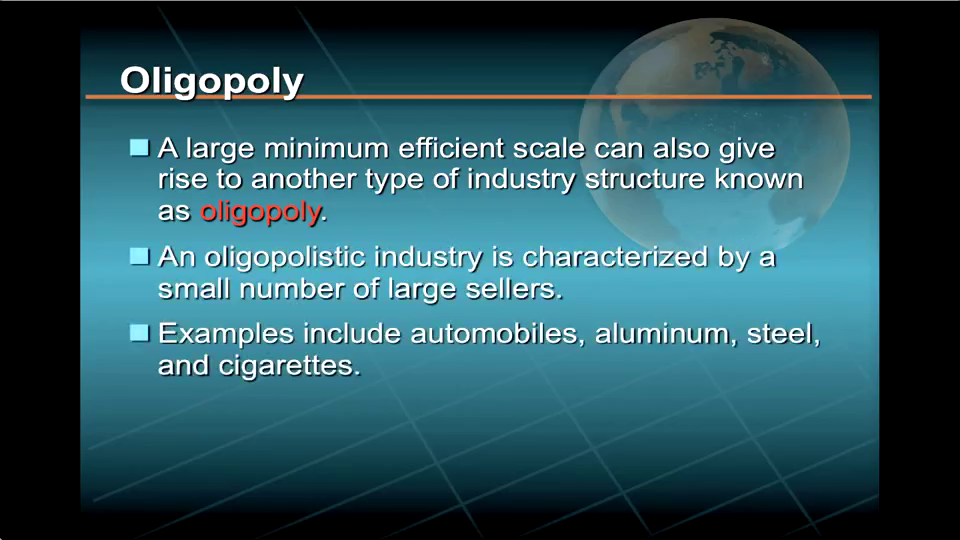 Oligopoly
A large minimum efficient scale can also give
rise to another type of industry structure known
as oligopoly.
An oligopolistic industry is characterized by a
small number of large sellers.
Examples include automobiles, aluminum, steel,
and cigarettes.